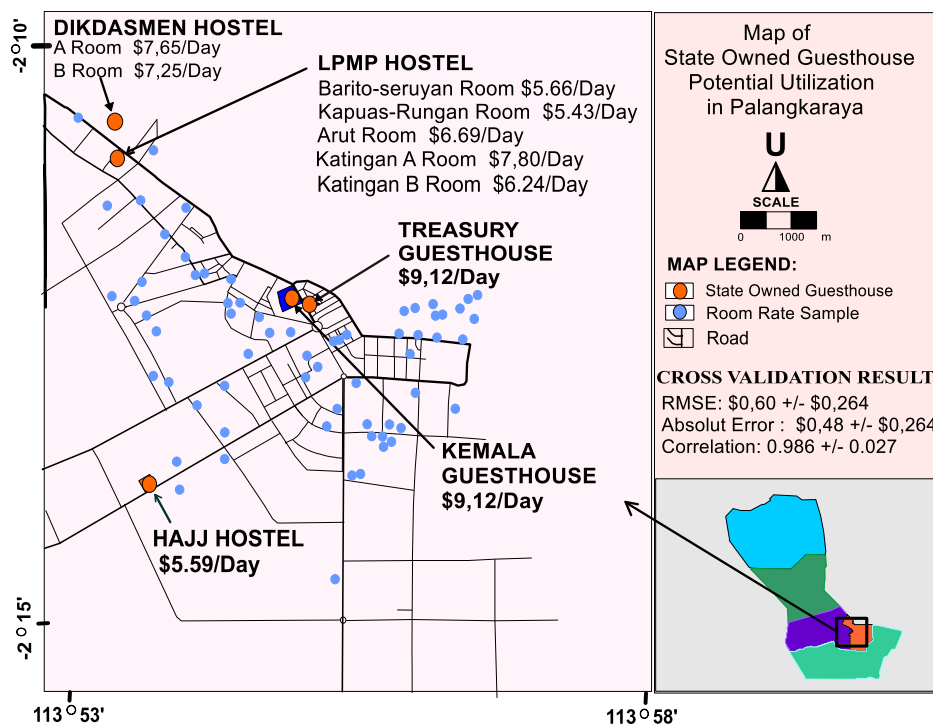 DIKDASMEN HOSTEL
A Room $7,65/Day
B Room $7,25/Day
LPMP HOSTEL
Barito-seruyan Room $5.66/Day
Kapuas-Rungan Room $5.43/Day
Arut Room $6.69/Day
Katingan A Room $7,80/Day
Katingan B Room $6.24/Day
TREASURY
GUESTHOUSE
$9,12/Day
KEMALA
GUESTHOUSE
$9,12/Day
HAJJ HOSTEL
$5.59/Day
-2°10'
-2°15'
113°53'
113°58'
Map of
State Owned Guesthouse
Potential Utilization
in Palangkaraya
U
SCALE
0 1000 m
MAP LEGEND:
State Owned Guesthouse
Room Rate Sample
Road
CROSS VALIDATION RESULT
RMSE: $0,60 +/- $0,264
Absolut Error : $0,48 +/- $0,264
Correlation: 0.986 +/- 0.027